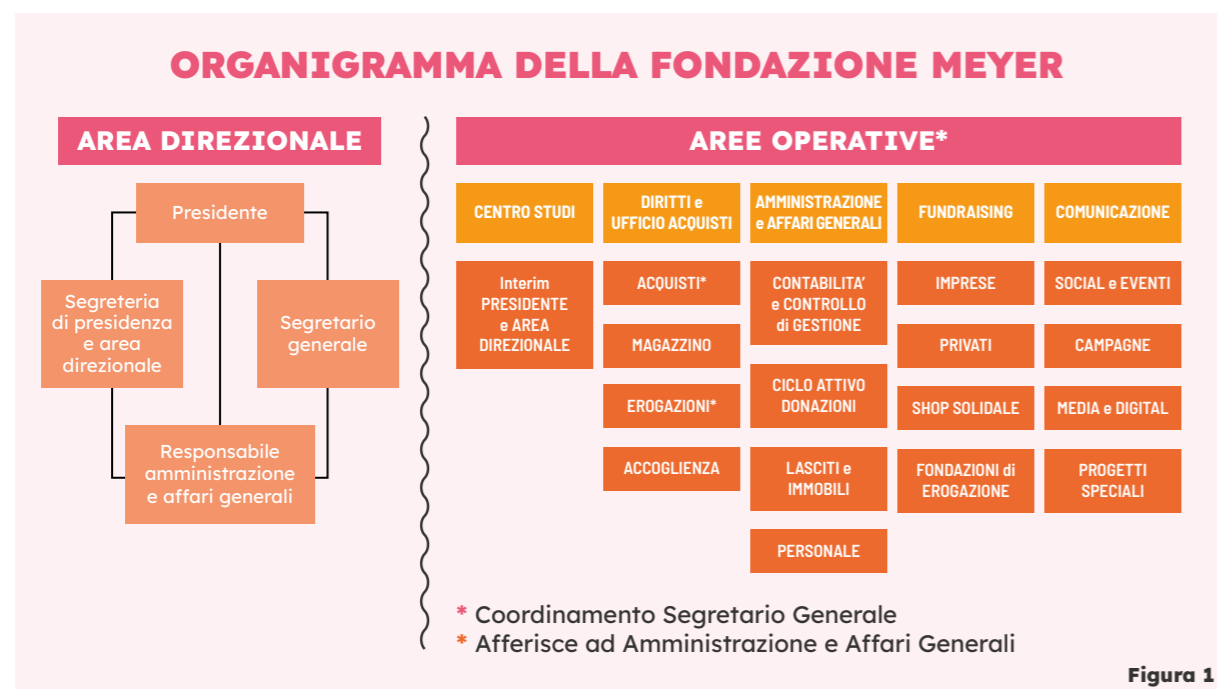 ORGANIGRAMMA DELLA FONDAZIONE MEYER
AREA DIREZIONALE
Presidente
Segreteria
di presidenza
e area
direzionale
Segretario
generale
Responsabile
amministrazione
e affari generali
AREE OPERATIVE*
CENTRO STUDI
Interim
PRESIDENTE
e AREA
DIREZIONALE
DIRITTI e
UFFICIO ACQUISTI
ACQUISTI*
MAGAZZINO
EROGAZIONI*
ACCOGLIENZA
AMMINISTRAZIONE
e AFFARI GENERALI
CONTABILITA’
e CONTROLLO
di GESTIONE
CICLO ATTIVO
DONAZIONI
LASCITI e
IMMOBILI
PERSONALE
FUNDRAISING
IMPRESE
PRIVATI
SHOP SOLIDALE
FONDAZIONI di
EROGAZIONE
COMUNICAZIONE
SOCIAL e EVENTI
CAMPAGNE
MEDIA e DIGITAL
PROGETTI
SPECIALI
* Coordinamento Segretario Generale
* Afferisce ad Amministrazione e Affari Generali
Figura 1